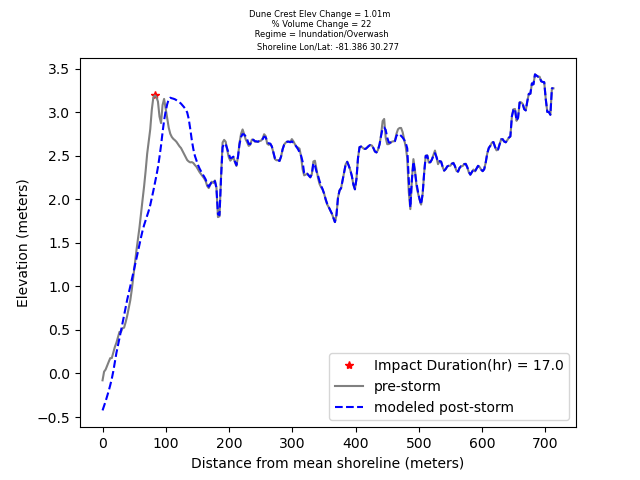 Dune Crest Elev Change = 1.01m
% Volume Change = 22
Regime = Inundation/Overwash
Shoreline Lon/Lat: -81.386 30.277
3.5
3.0
2.5
2.0
1.5
1.0
0.5
0.0
−0.5
Elevation (meters)
Impact Duration(hr) = 17.0
pre-storm
modeled post-storm
0 100 200 300 400 500 600 700
Distance from mean shoreline (meters)